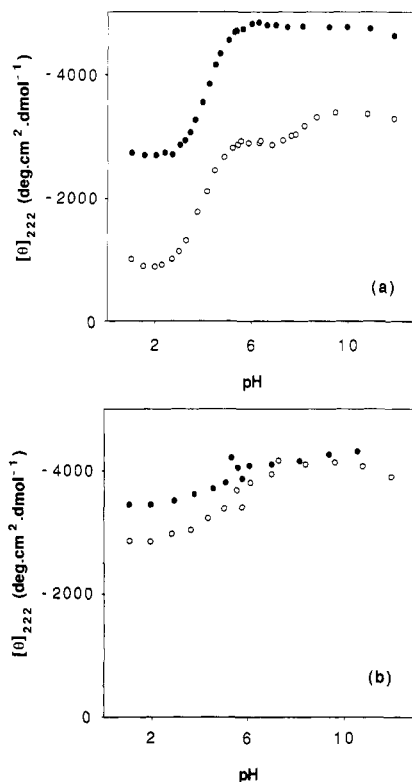 - 4000
- 2000
0
2
6
10
pH
[θ]222 (deg.cm2.dmol-1)
(a)
- 4000
- 2000
0
2
6
10
pH
[θ]222 (deg.cm2.dmol-1)
(b)